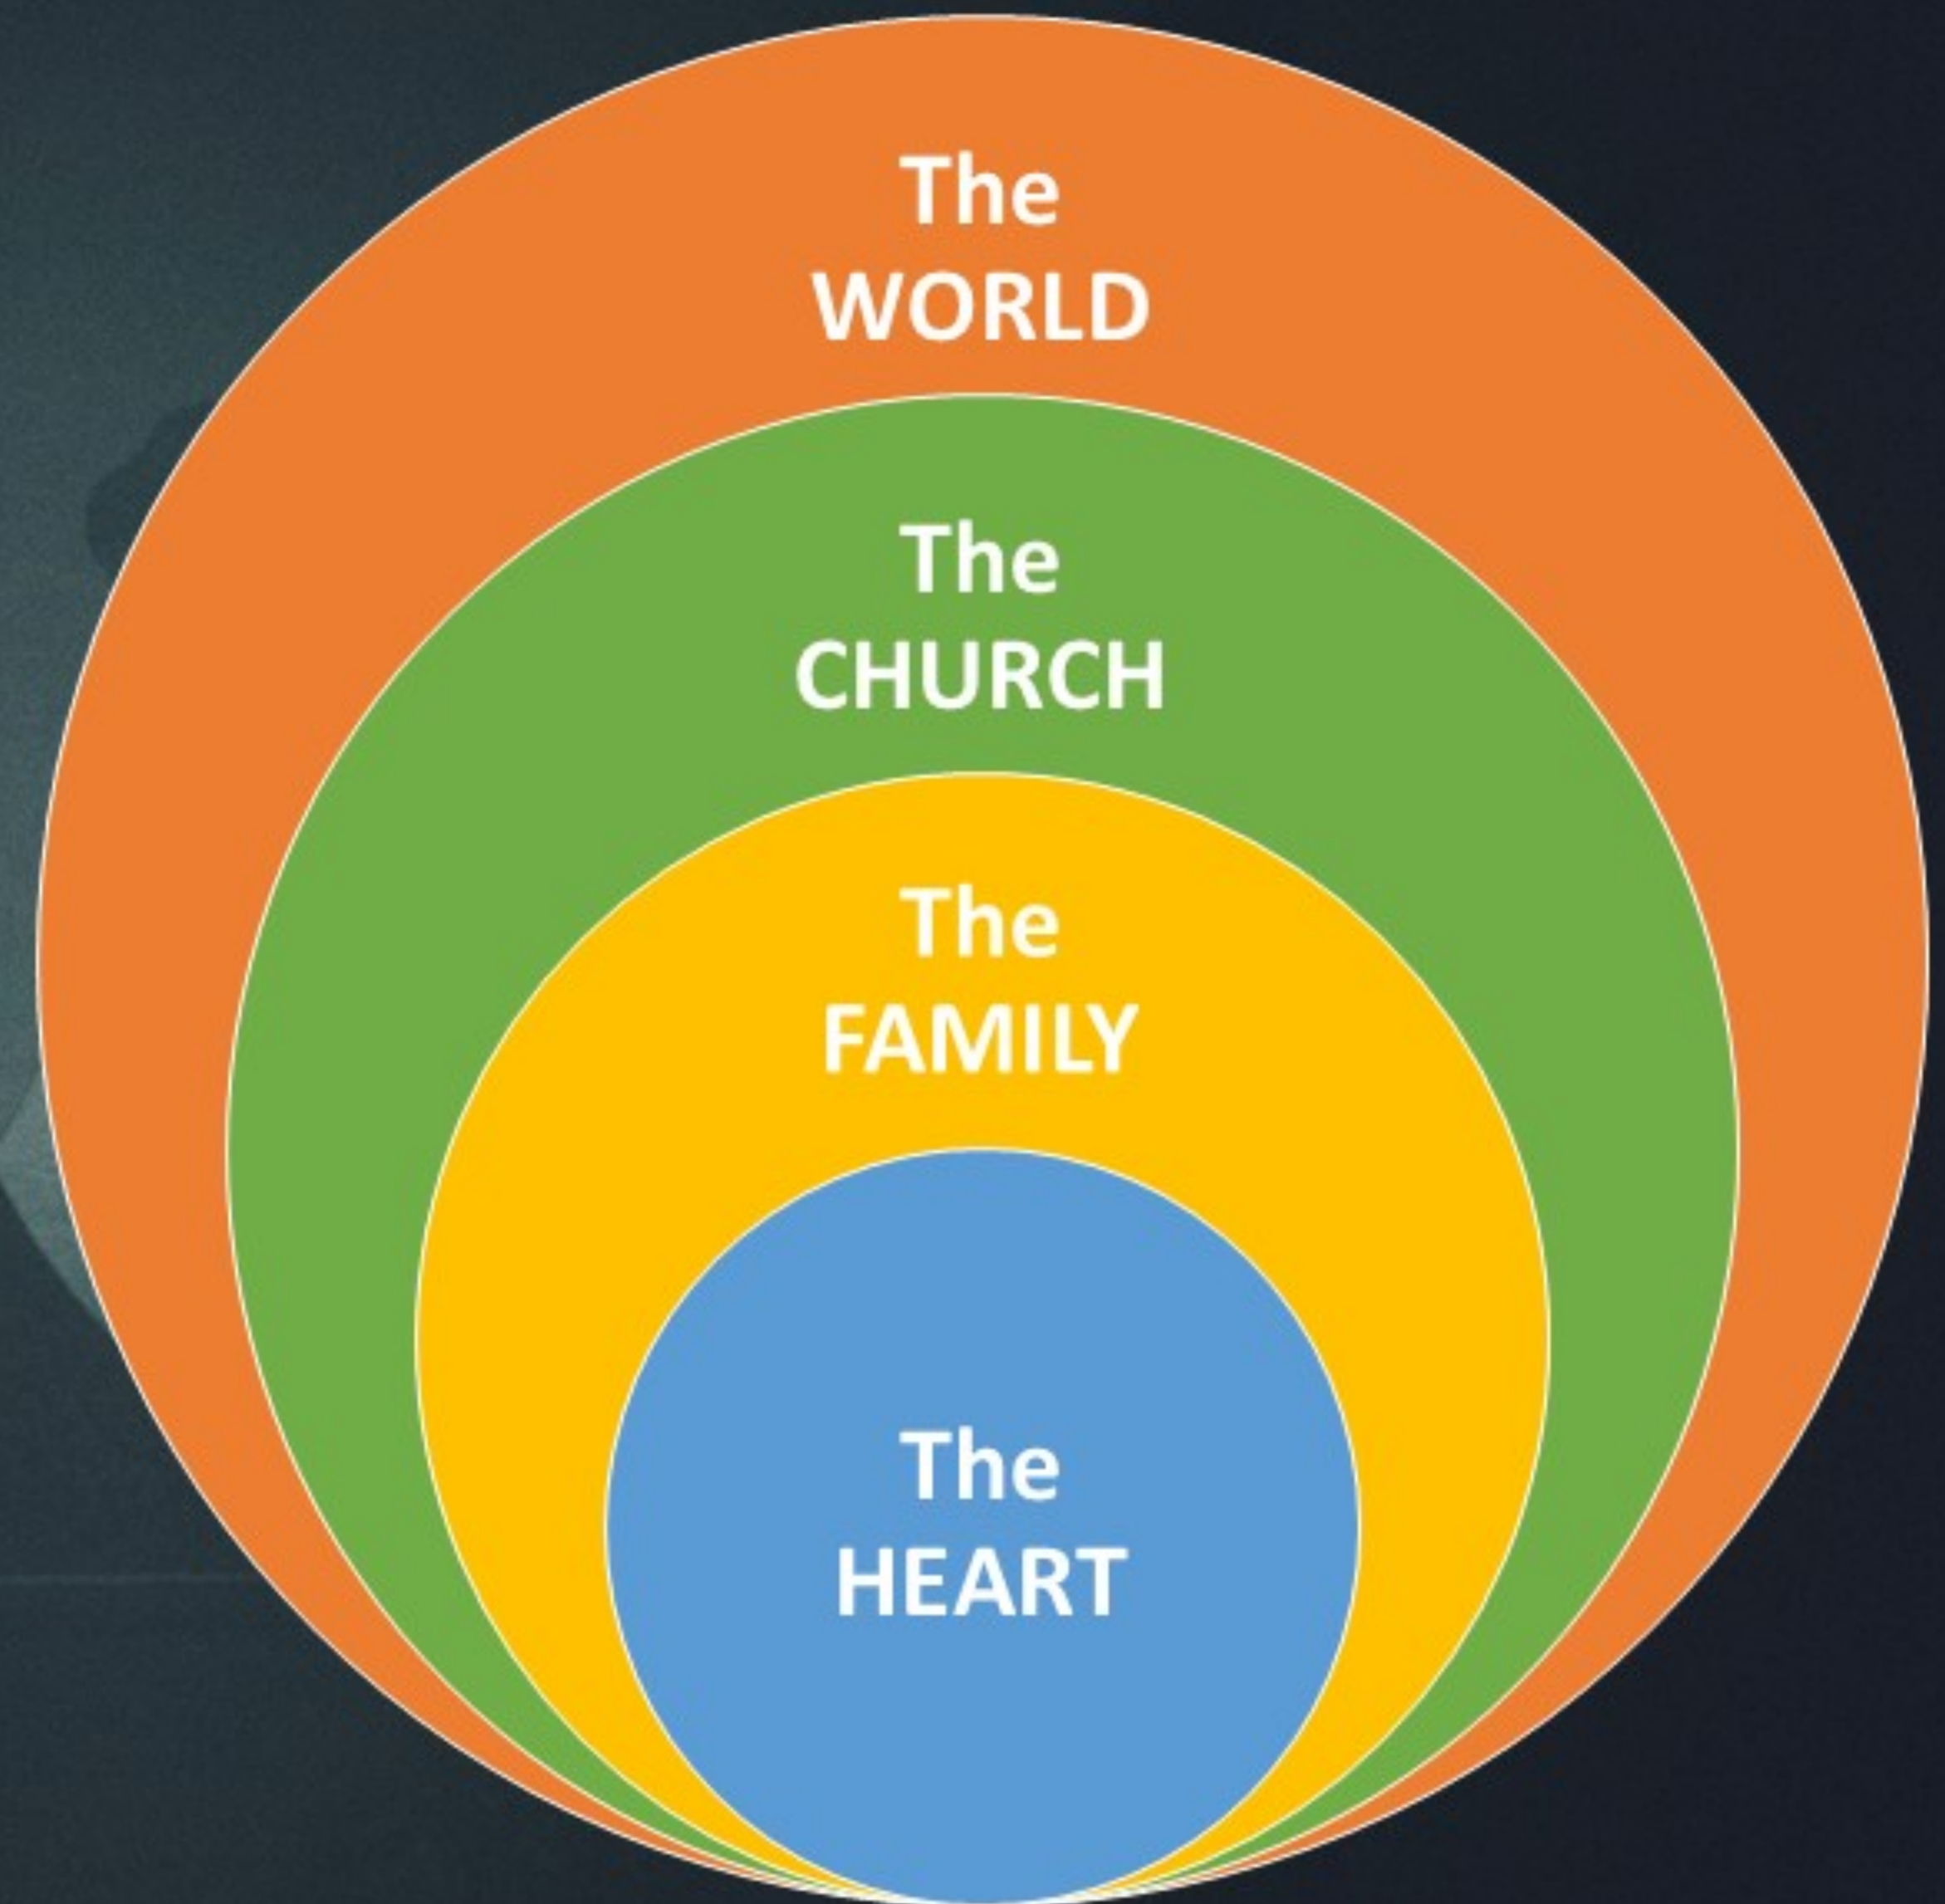 The
WORLD
The
CHURCH
The
FAMILY
The
HEART